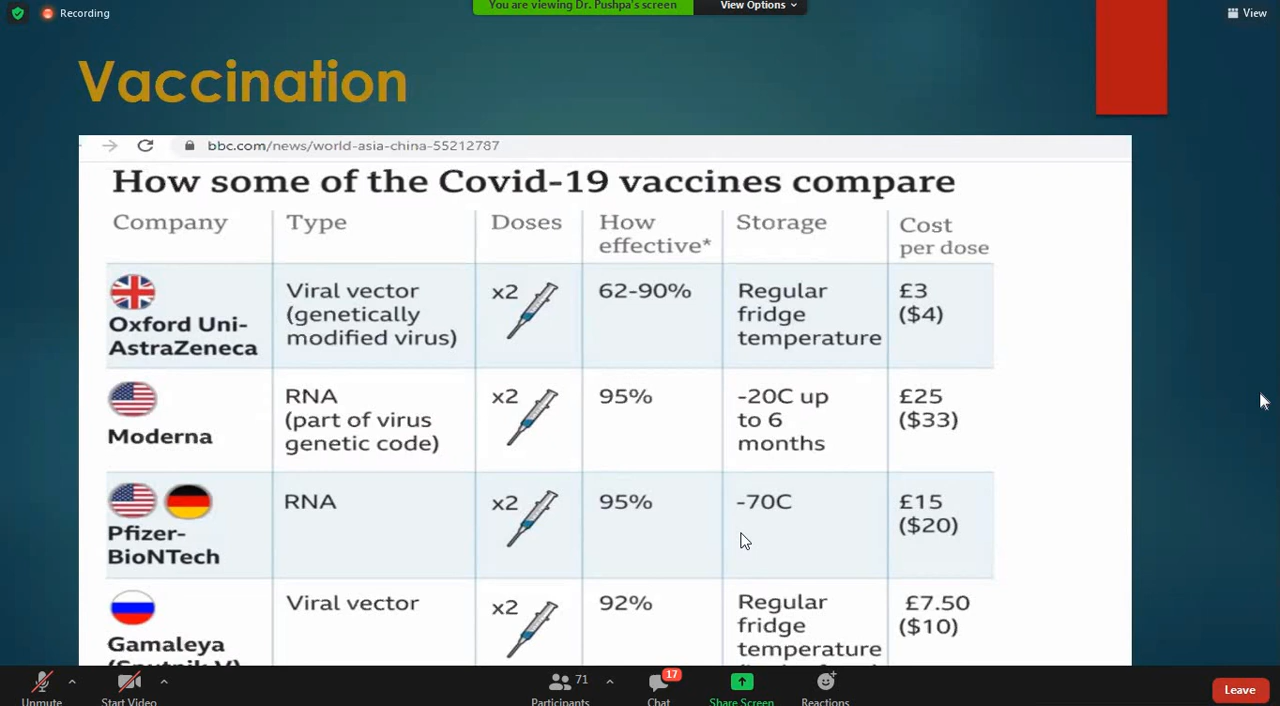 Recording
You are viewing Dr. Pushpa's screen
View Options
View
Vaccination
bbc.com/news/world-asia-china-55212787
How some of the Covid-19 vaccines compare
Company
Type
Doses
How
effective*
Storage
Cost
per dose
Oxford Uni-
AstraZeneca
Viral vector
(genetically
modified virus)
x2
62-90%
Regular
fridge
temperature
£3
($4)
Moderna
RNA
(part of virus
genetic code)
x2
95%
-20C up
to 6
months
£25
($33)
Pfizer-
BioNTech
RNA
x2
95%
-70C
£15
($20)
Gamaleya
(Sputnik V)
Viral vector
x2
92%
Regular
fridge
temperature
£7.50
($10)
Unmute
Start Video
Participants
71
Chat
17
Share Screen
Reactions
Leave